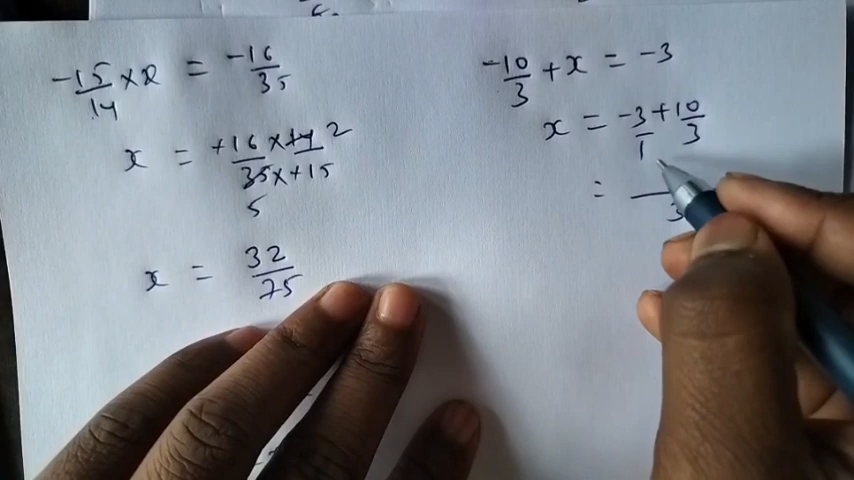 -15/14 × x = -16/35
x = +16 × 14 2 / 35 × +15
5
x = 32/75
-10/3 + x = -3
x = -3/1 + 10/3
= /3